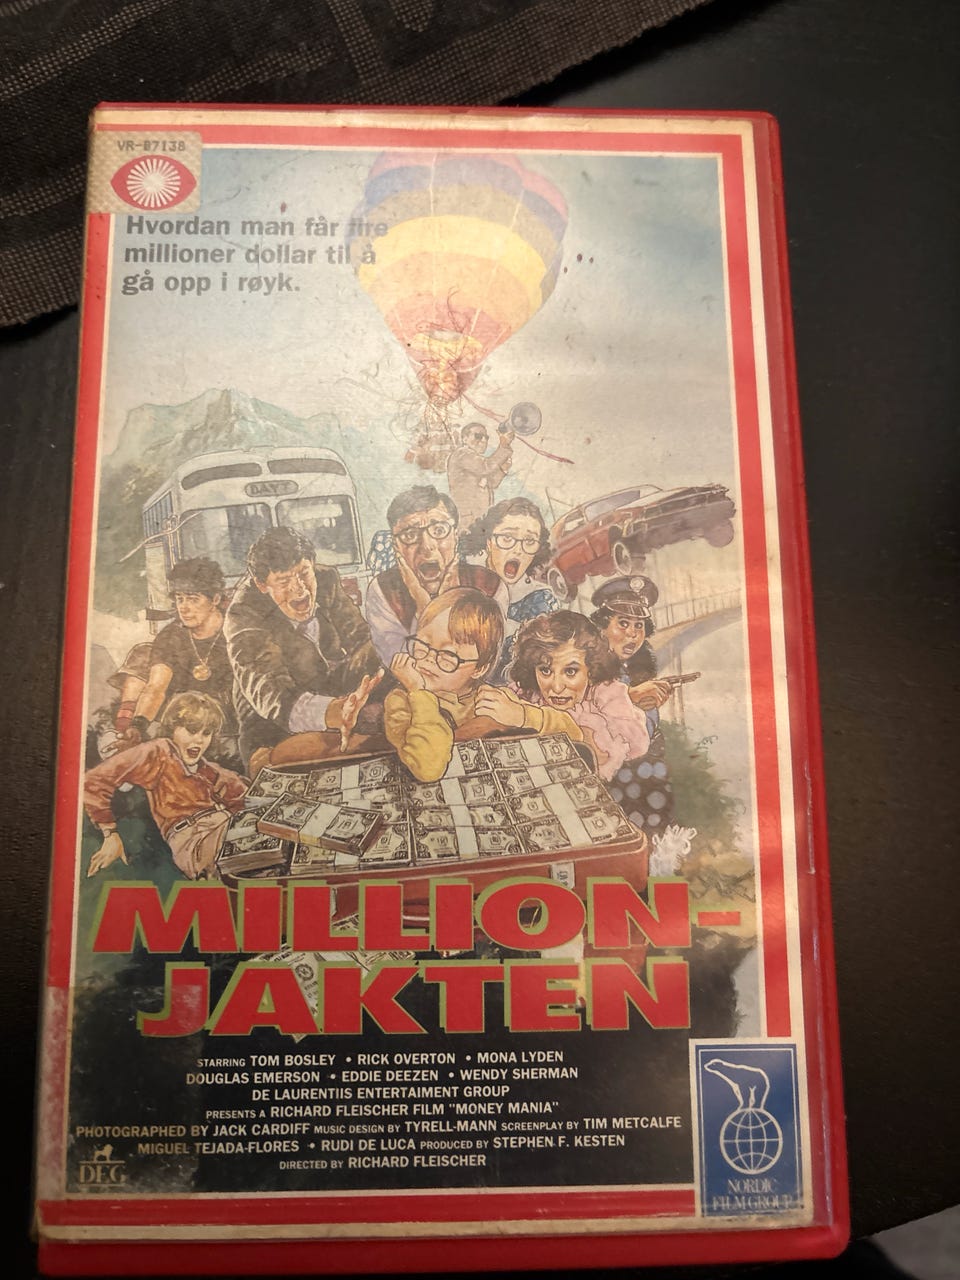 VR-87138
Hvordan man får fire
millioner dollar til å
gå opp i røyk.
MILLION-
JAKTEN
STARRING TOM BOSLEY • RICK OVERTON • MONA LYDEN
DOUGLAS EMERSON • EDDIE DEEZEN • WENDY SHERMAN
DE LAURENTIIS ENTERTAIMENT GROUP
PRESENTS A RICHARD FLEISCHER FILM "MONEY MANIA"
PHOTOGRAPHED BY JACK CARDIFF MUSIC DESIGN BY TYRELL-MANN SCREENPLAY BY TIM METCALFE
MIGUEL TEJADA-FLORES • RUDI DE LUCA PRODUCED BY STEPHEN F. KESTEN
DIRECTED BY RICHARD FLEISCHER
DEG
NORDIC
FILM GROUP